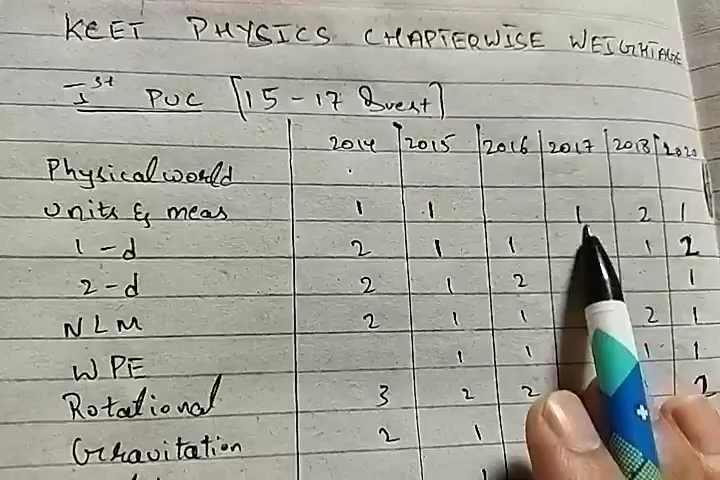 KCET PHYSICS CHAPTERWISE WEIGHTAGE
Ist PUC [15-17 Quest]
2014 2015 2016 2017 2018 2020
Physical world
Units & meas 1 1 1 2 1
1-d 2 1 1 1 2
2-d 2 1 2 1
NLM 2 1 1 2 1
WPE 1 1 1 1
Rotational 3 2 2 2
Gravitation 2 1